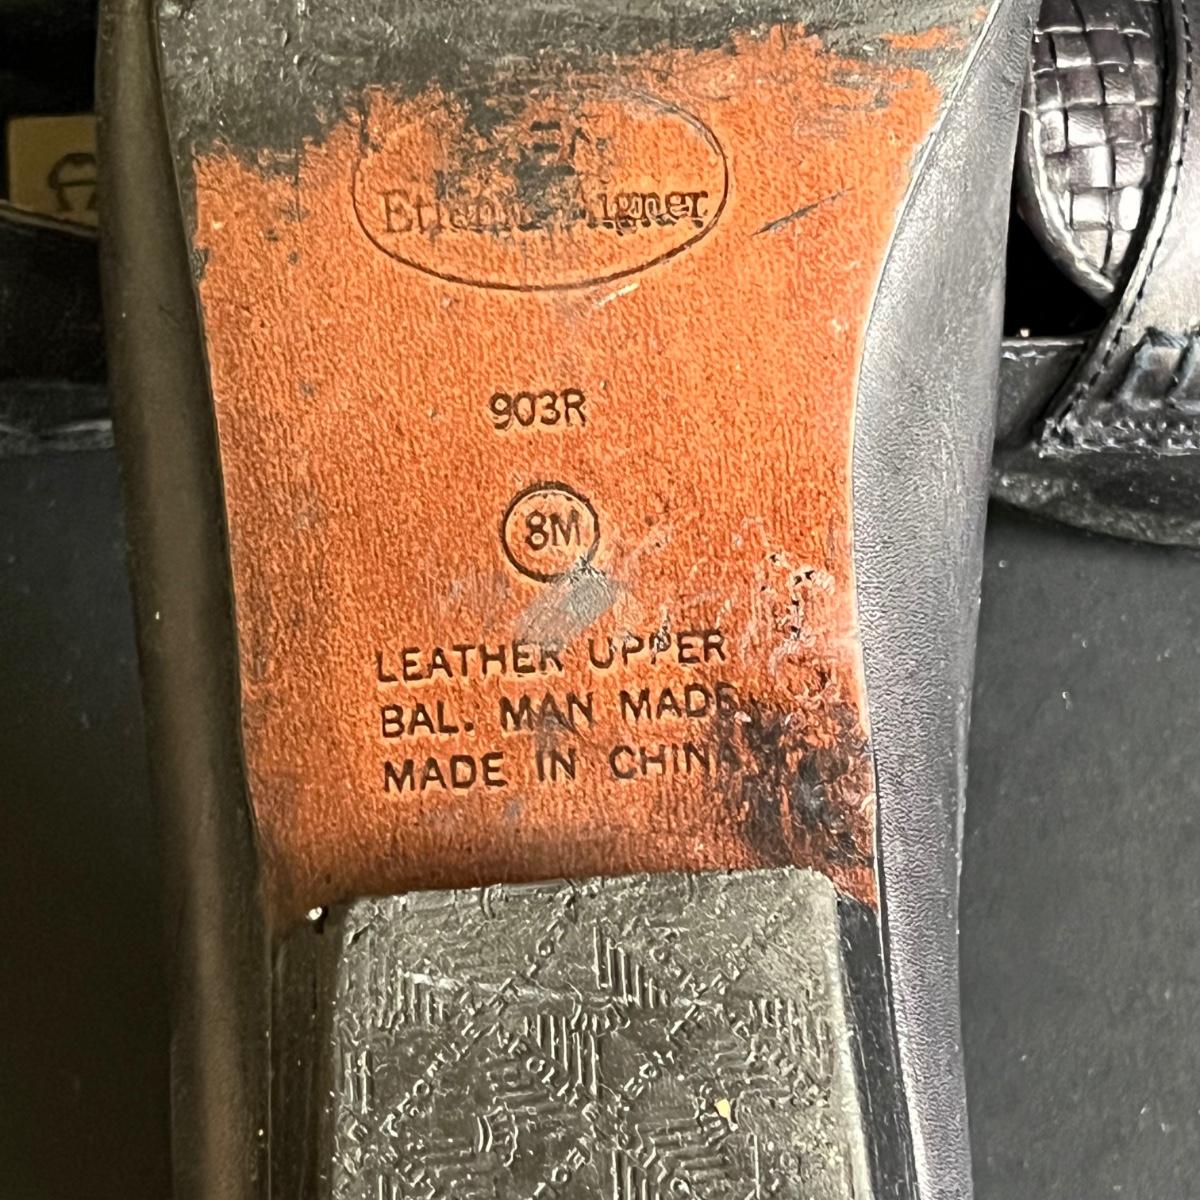 Etienne Aigner
903R
8M
LEATHER UPPER
BAL. MAN MADE
MADE IN CHINA